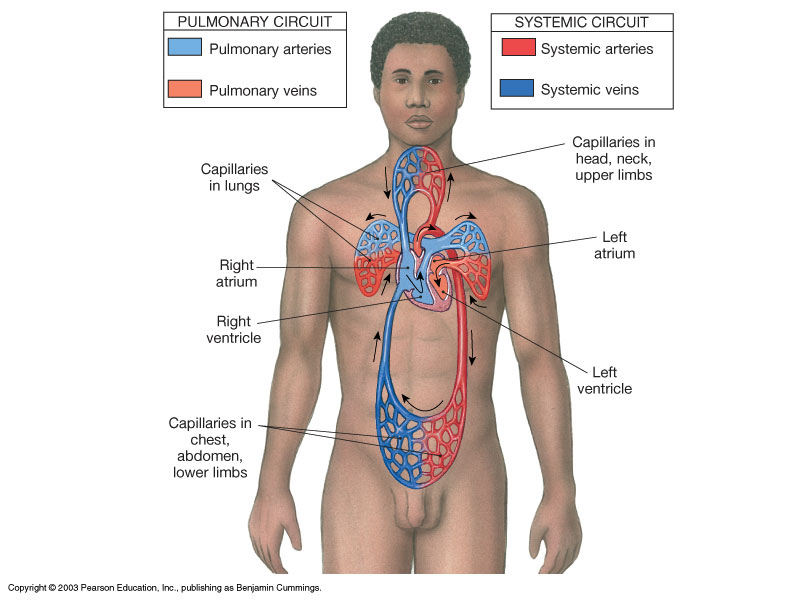 PULMONARY CIRCUIT
Pulmonary arteries
Pulmonary veins
SYSTEMIC CIRCUIT
Systemic arteries
Systemic veins
Capillaries in
head, neck,
upper limbs
Capillaries
in lungs
Left
atrium
Right
atrium
Right
ventricle
Left
ventricle
Capillaries in
chest,
abdomen,
lower limbs
Copyright © 2003 Pearson Education, Inc., publishing as Benjamin Cummings.